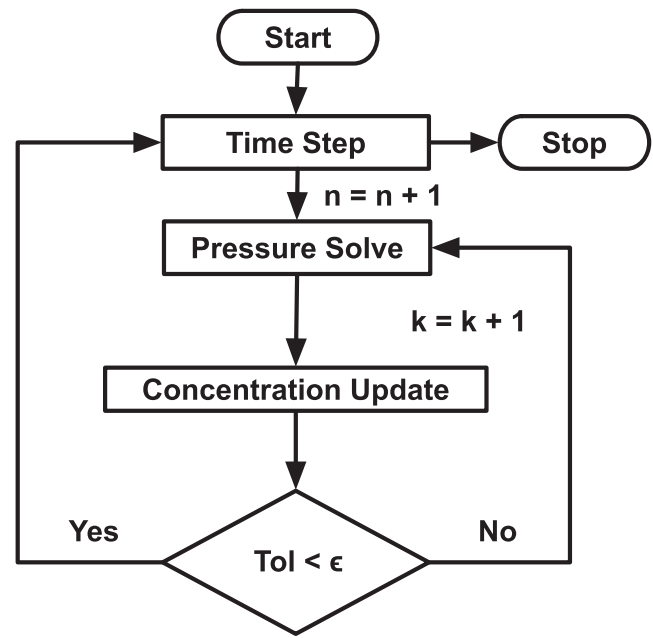 Start
Time Step
Stop
n = n + 1
Pressure Solve
k = k + 1
Concentration Update
Yes
No
Tol < ϵ